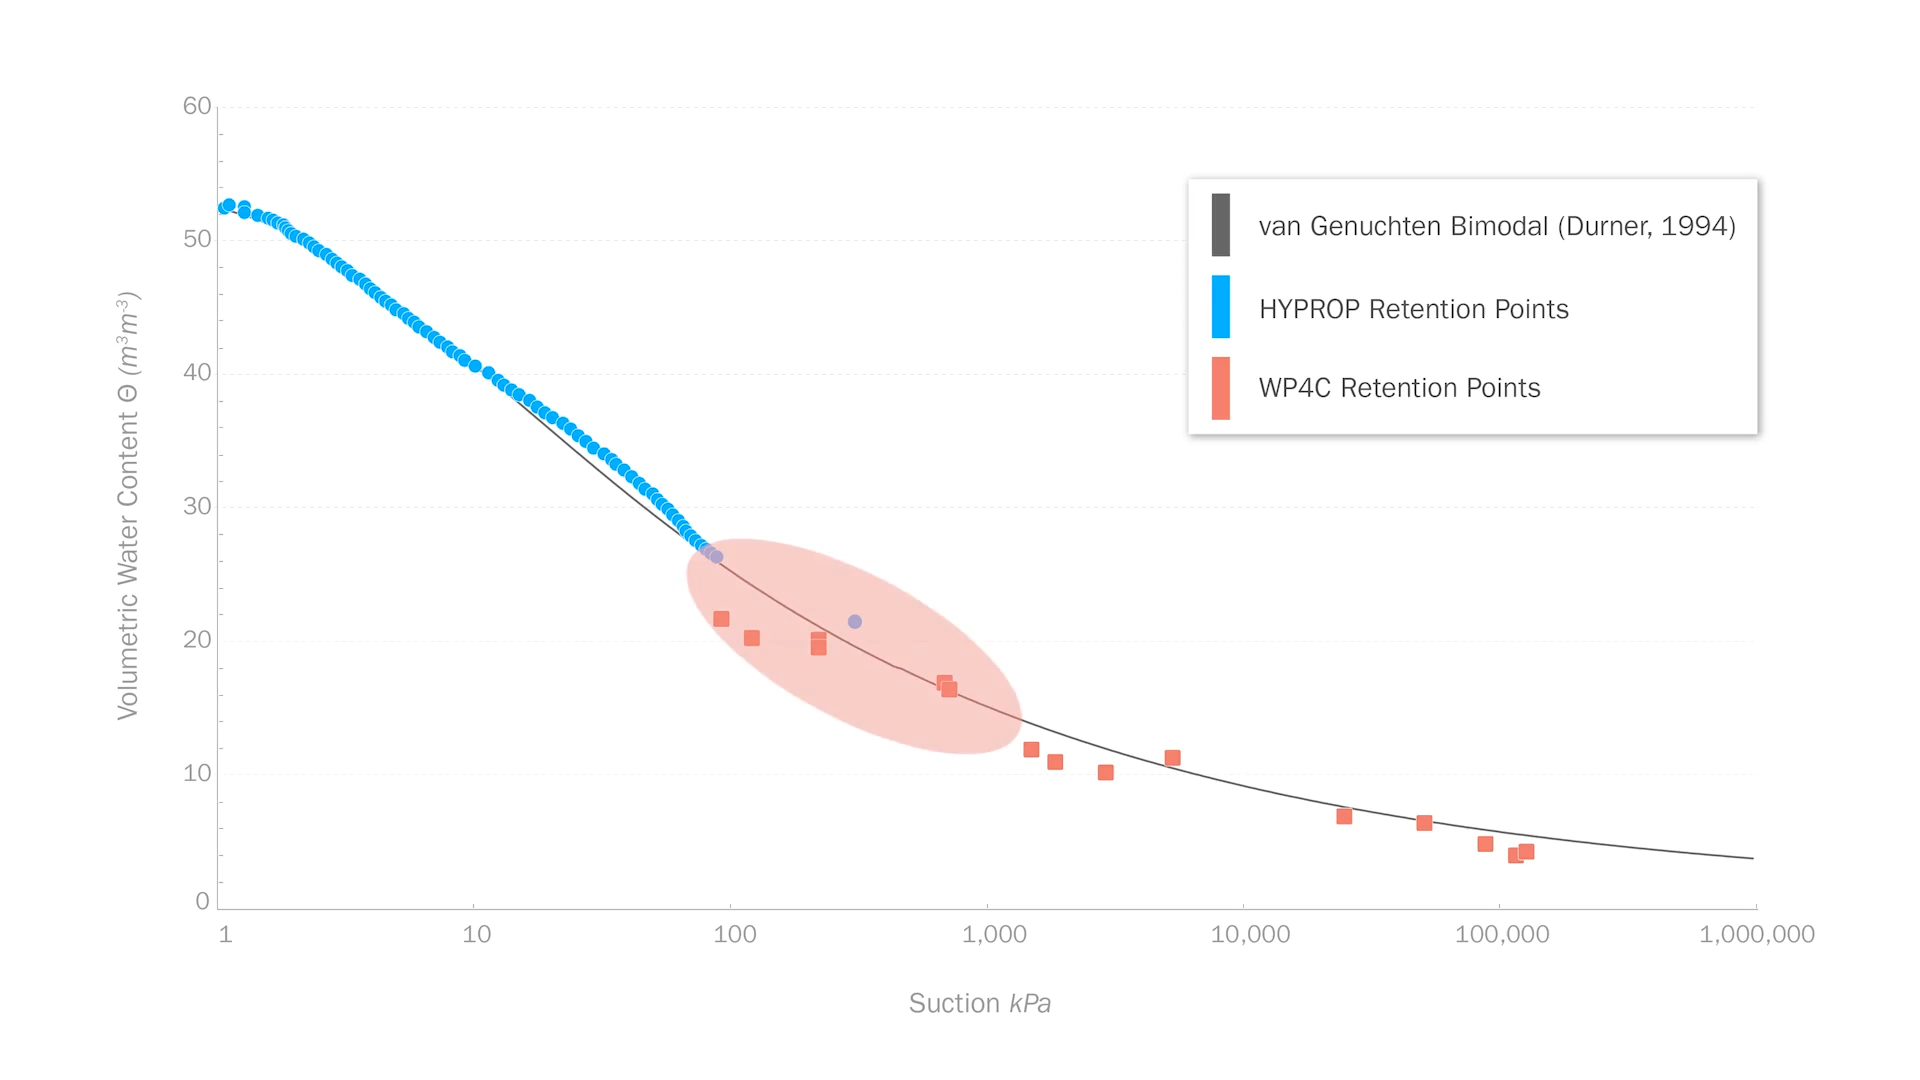 60
50
40
30
20
10
0
Volumetric Water Content Θ (m³m⁻³)
1
10
100
1,000
10,000
100,000
1,000,000
Suction kPa
van Genuchten Bimodal (Durner, 1994)
HYPROP Retention Points
WP4C Retention Points